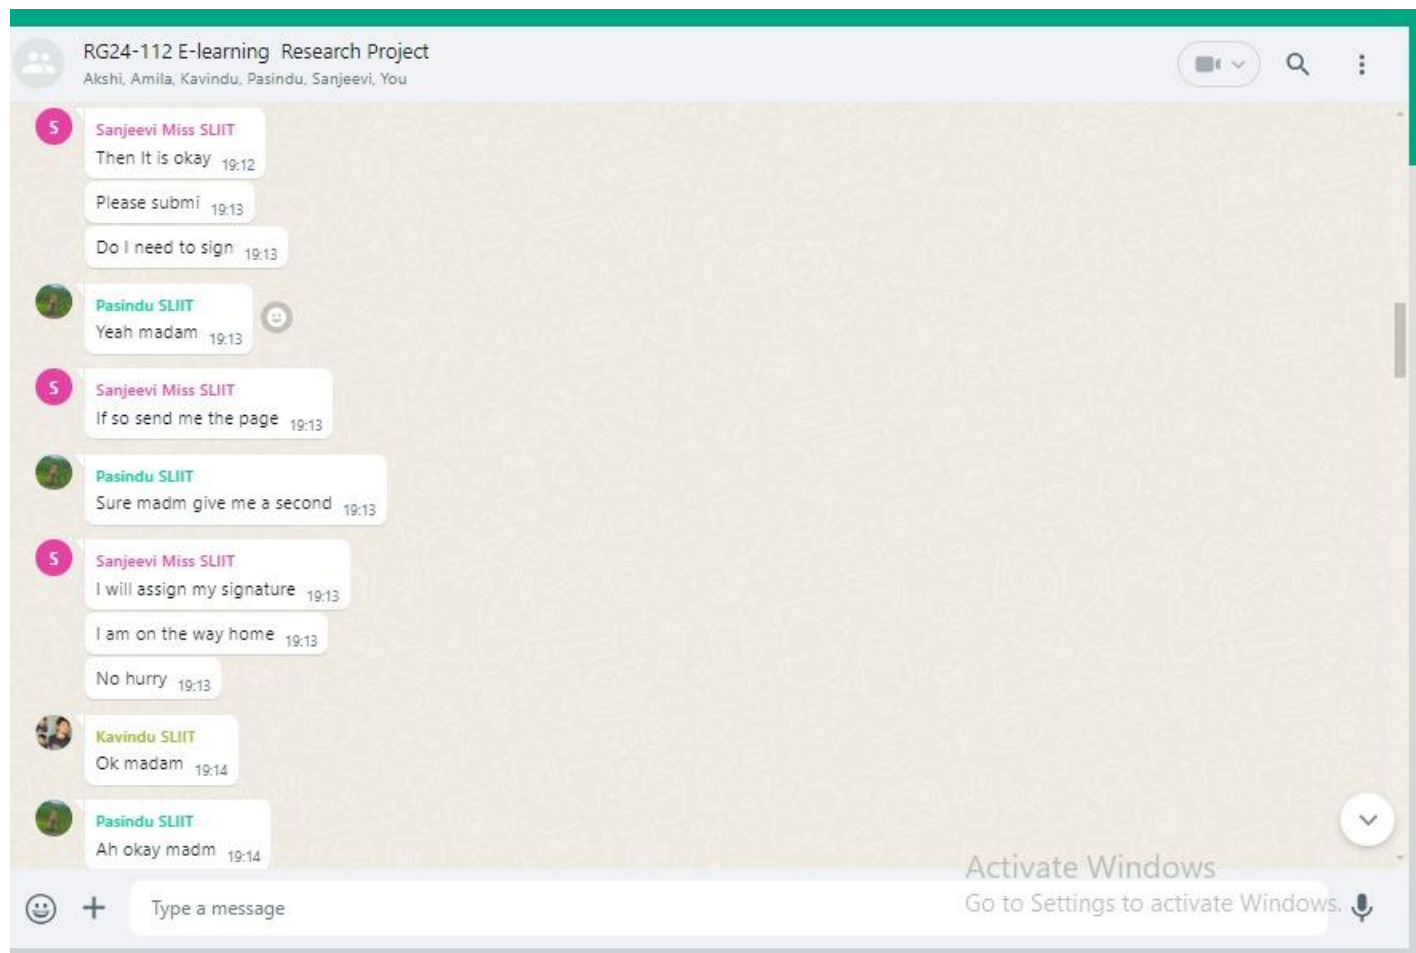 RG24-112 E-learning  Research Project
Akshi, Amila, Kavindu, Pasindu, Sanjeevi, You
S
Sanjeevi Miss SLIIT
Then It is okay 19:12
Please submi 19:13
Do I need to sign 19:13
Pasindu SLIIT
Yeah madam 19:13
S
Sanjeevi Miss SLIIT
If so send me the page 19:13
Pasindu SLIIT
Sure madm give me a second 19:13
S
Sanjeevi Miss SLIIT
I will assign my signature 19:13
I am on the way home 19:13
No hurry 19:13
Kavindu SLIIT
Ok madam 19:14
Pasindu SLIIT
Ah okay madm 19:14
Activate Windows
Go to Settings to activate Windows.
Type a message